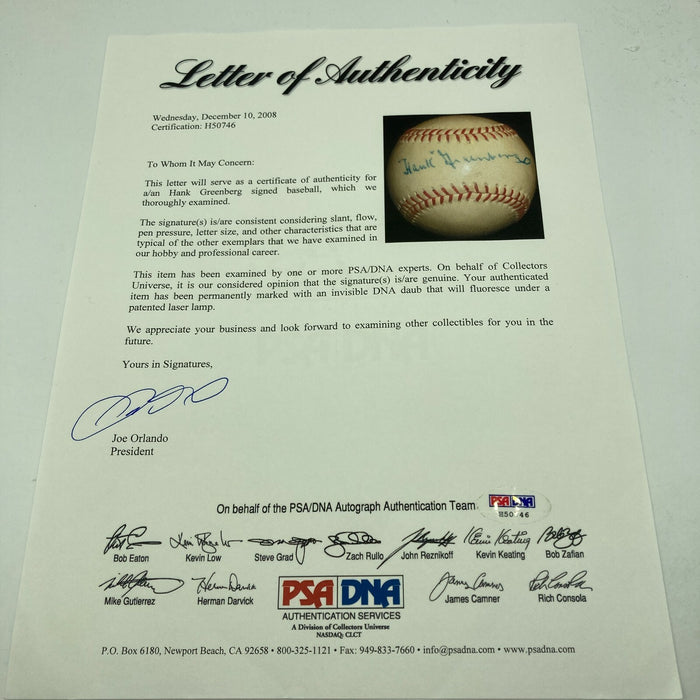 Letter of Authenticity
Wednesday, December 10, 2008
Certification: H50746
Hank Greenberg
To Whom It May Concern:
This letter will serve as a certificate of authenticity for
a/an Hank Greenberg signed baseball, which we
thoroughly examined.
The signature(s) is/are consistent considering slant, flow,
pen pressure, letter size, and other characteristics that are
typical of the other exemplars that we have examined in
our hobby and professional career.
This item has been examined by one or more PSA/DNA experts. On behalf of Collectors
Universe, it is our considered opinion that the signature(s) is/are genuine. Your authenticated
item has been permanently marked with an invisible DNA daub that will fluoresce under a
patented laser lamp.
We appreciate your business and look forward to examining other collectibles for you in the
future.
Yours in Signatures,
Joe Orlando
President
On behalf of the PSA/DNA Autograph Authentication Team
PSA DNA
H50746
Bob Eaton Kevin Low Steve Grad Zach Rullo John Reznikoff Kevin Keating Bob Zafian
Mike Gutierrez Herman Darvick James Camner Rich Consola
PSA DNA
AUTHENTICATION SERVICES
A Division of Collectors Universe
NASDAQ: CLCT
P.O. Box 6180, Newport Beach, CA 92658 • 800-325-1121 • Fax: 949-833-7660 • info@psadna.com • www.psadna.com